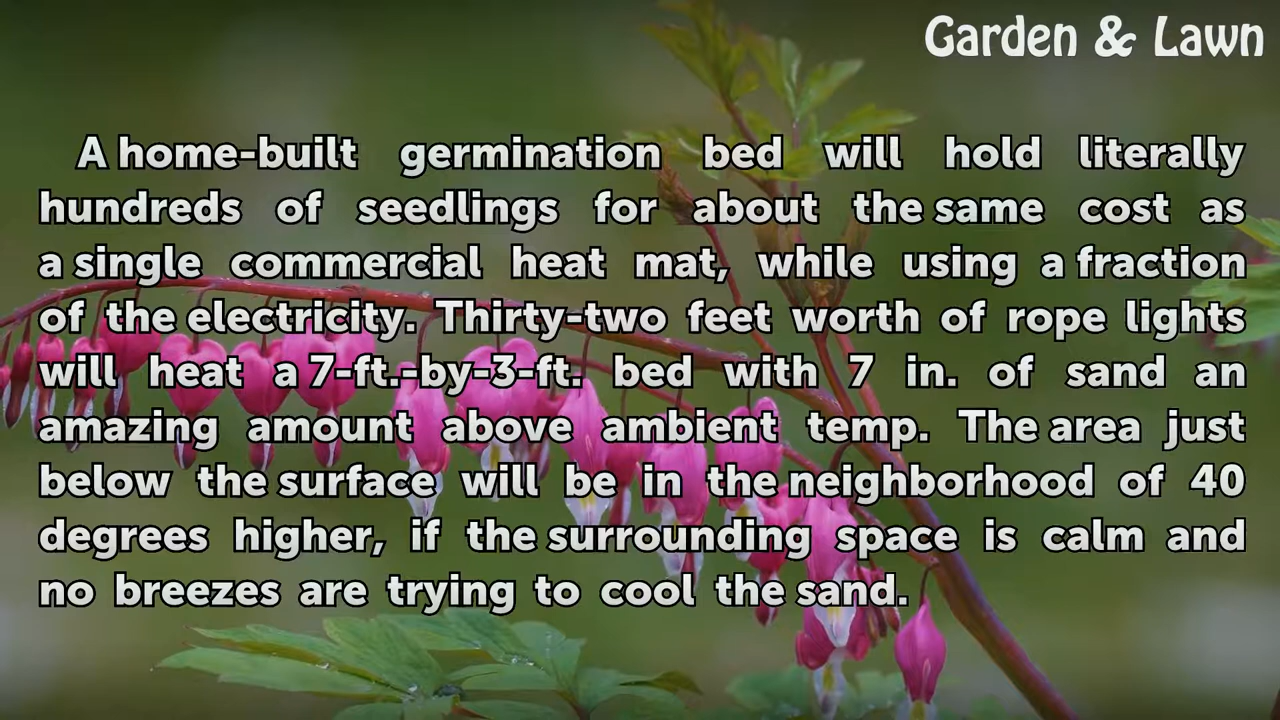 Garden & Lawn
A home-built germination bed will hold literally
hundreds of seedlings for about the same cost as
a single commercial heat mat, while using a fraction
of the electricity. Thirty-two feet worth of rope lights
will heat a 7-ft.-by-3-ft. bed with 7 in. of sand an
amazing amount above ambient temp. The area just
below the surface will be in the neighborhood of 40
degrees higher, if the surrounding space is calm and
no breezes are trying to cool the sand.